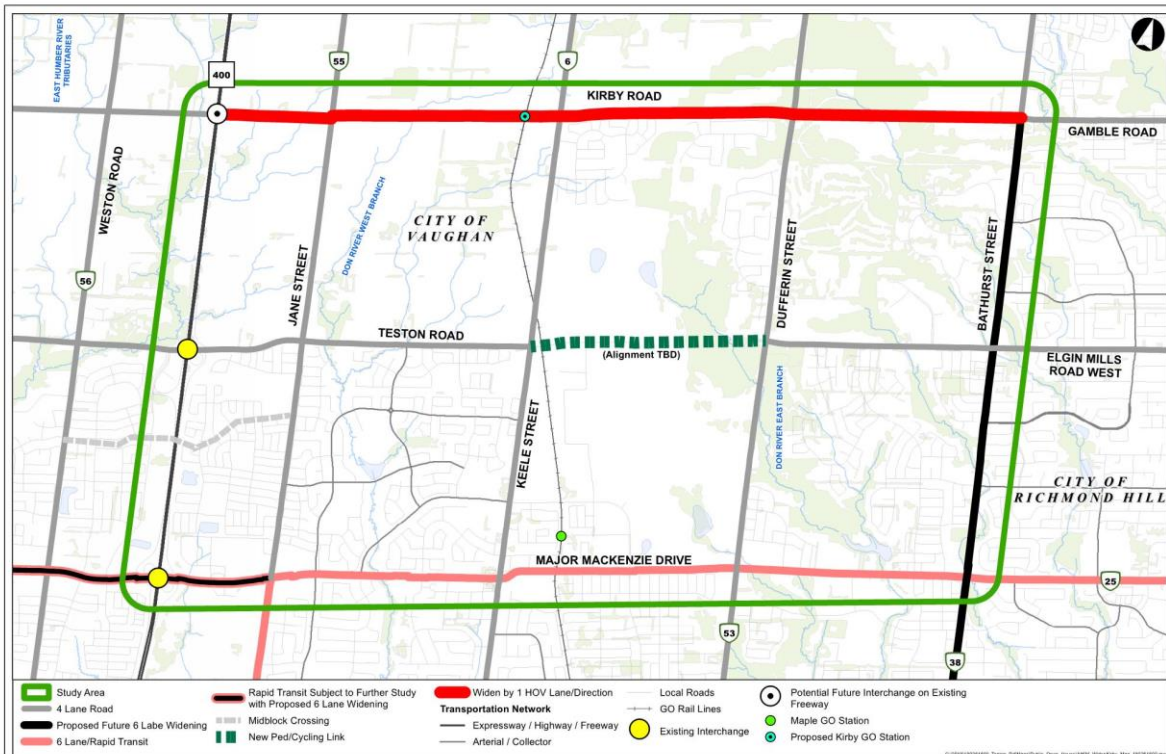 EAST HUMBER RIVER
TRIBUTARIES
400
55
6
KIRBY ROAD
GAMBLE ROAD
WESTON ROAD
DON RIVER WEST BRANCH
CITY OF
VAUGHAN
DUFFERIN STREET
BATHURST STREET
56
JANE STREET
TESTON ROAD
(Alignment TBD)
ELGIN MILLS
ROAD WEST
KEELE STREET
DON RIVER EAST BRANCH
CITY OF
RICHMOND HILL
MAJOR MACKENZIE DRIVE
25
53
38
Study Area
4 Lane Road
Proposed Future 6 Labe Widening
6 Lane/Rapid Transit
Rapid Transit Subject to Further Study
with Proposed 6 Lane Widening
Midblock Crossing
New Ped/Cycling Link
Widen by 1 HOV Lane/Direction
Transportation Network
Expressway / Highway / Freeway
Arterial / Collector
Local Roads
GO Rail Lines
Existing Interchange
Potential Future Interchange on Existing
Freeway
Maple GO Station
Proposed Kirby GO Station